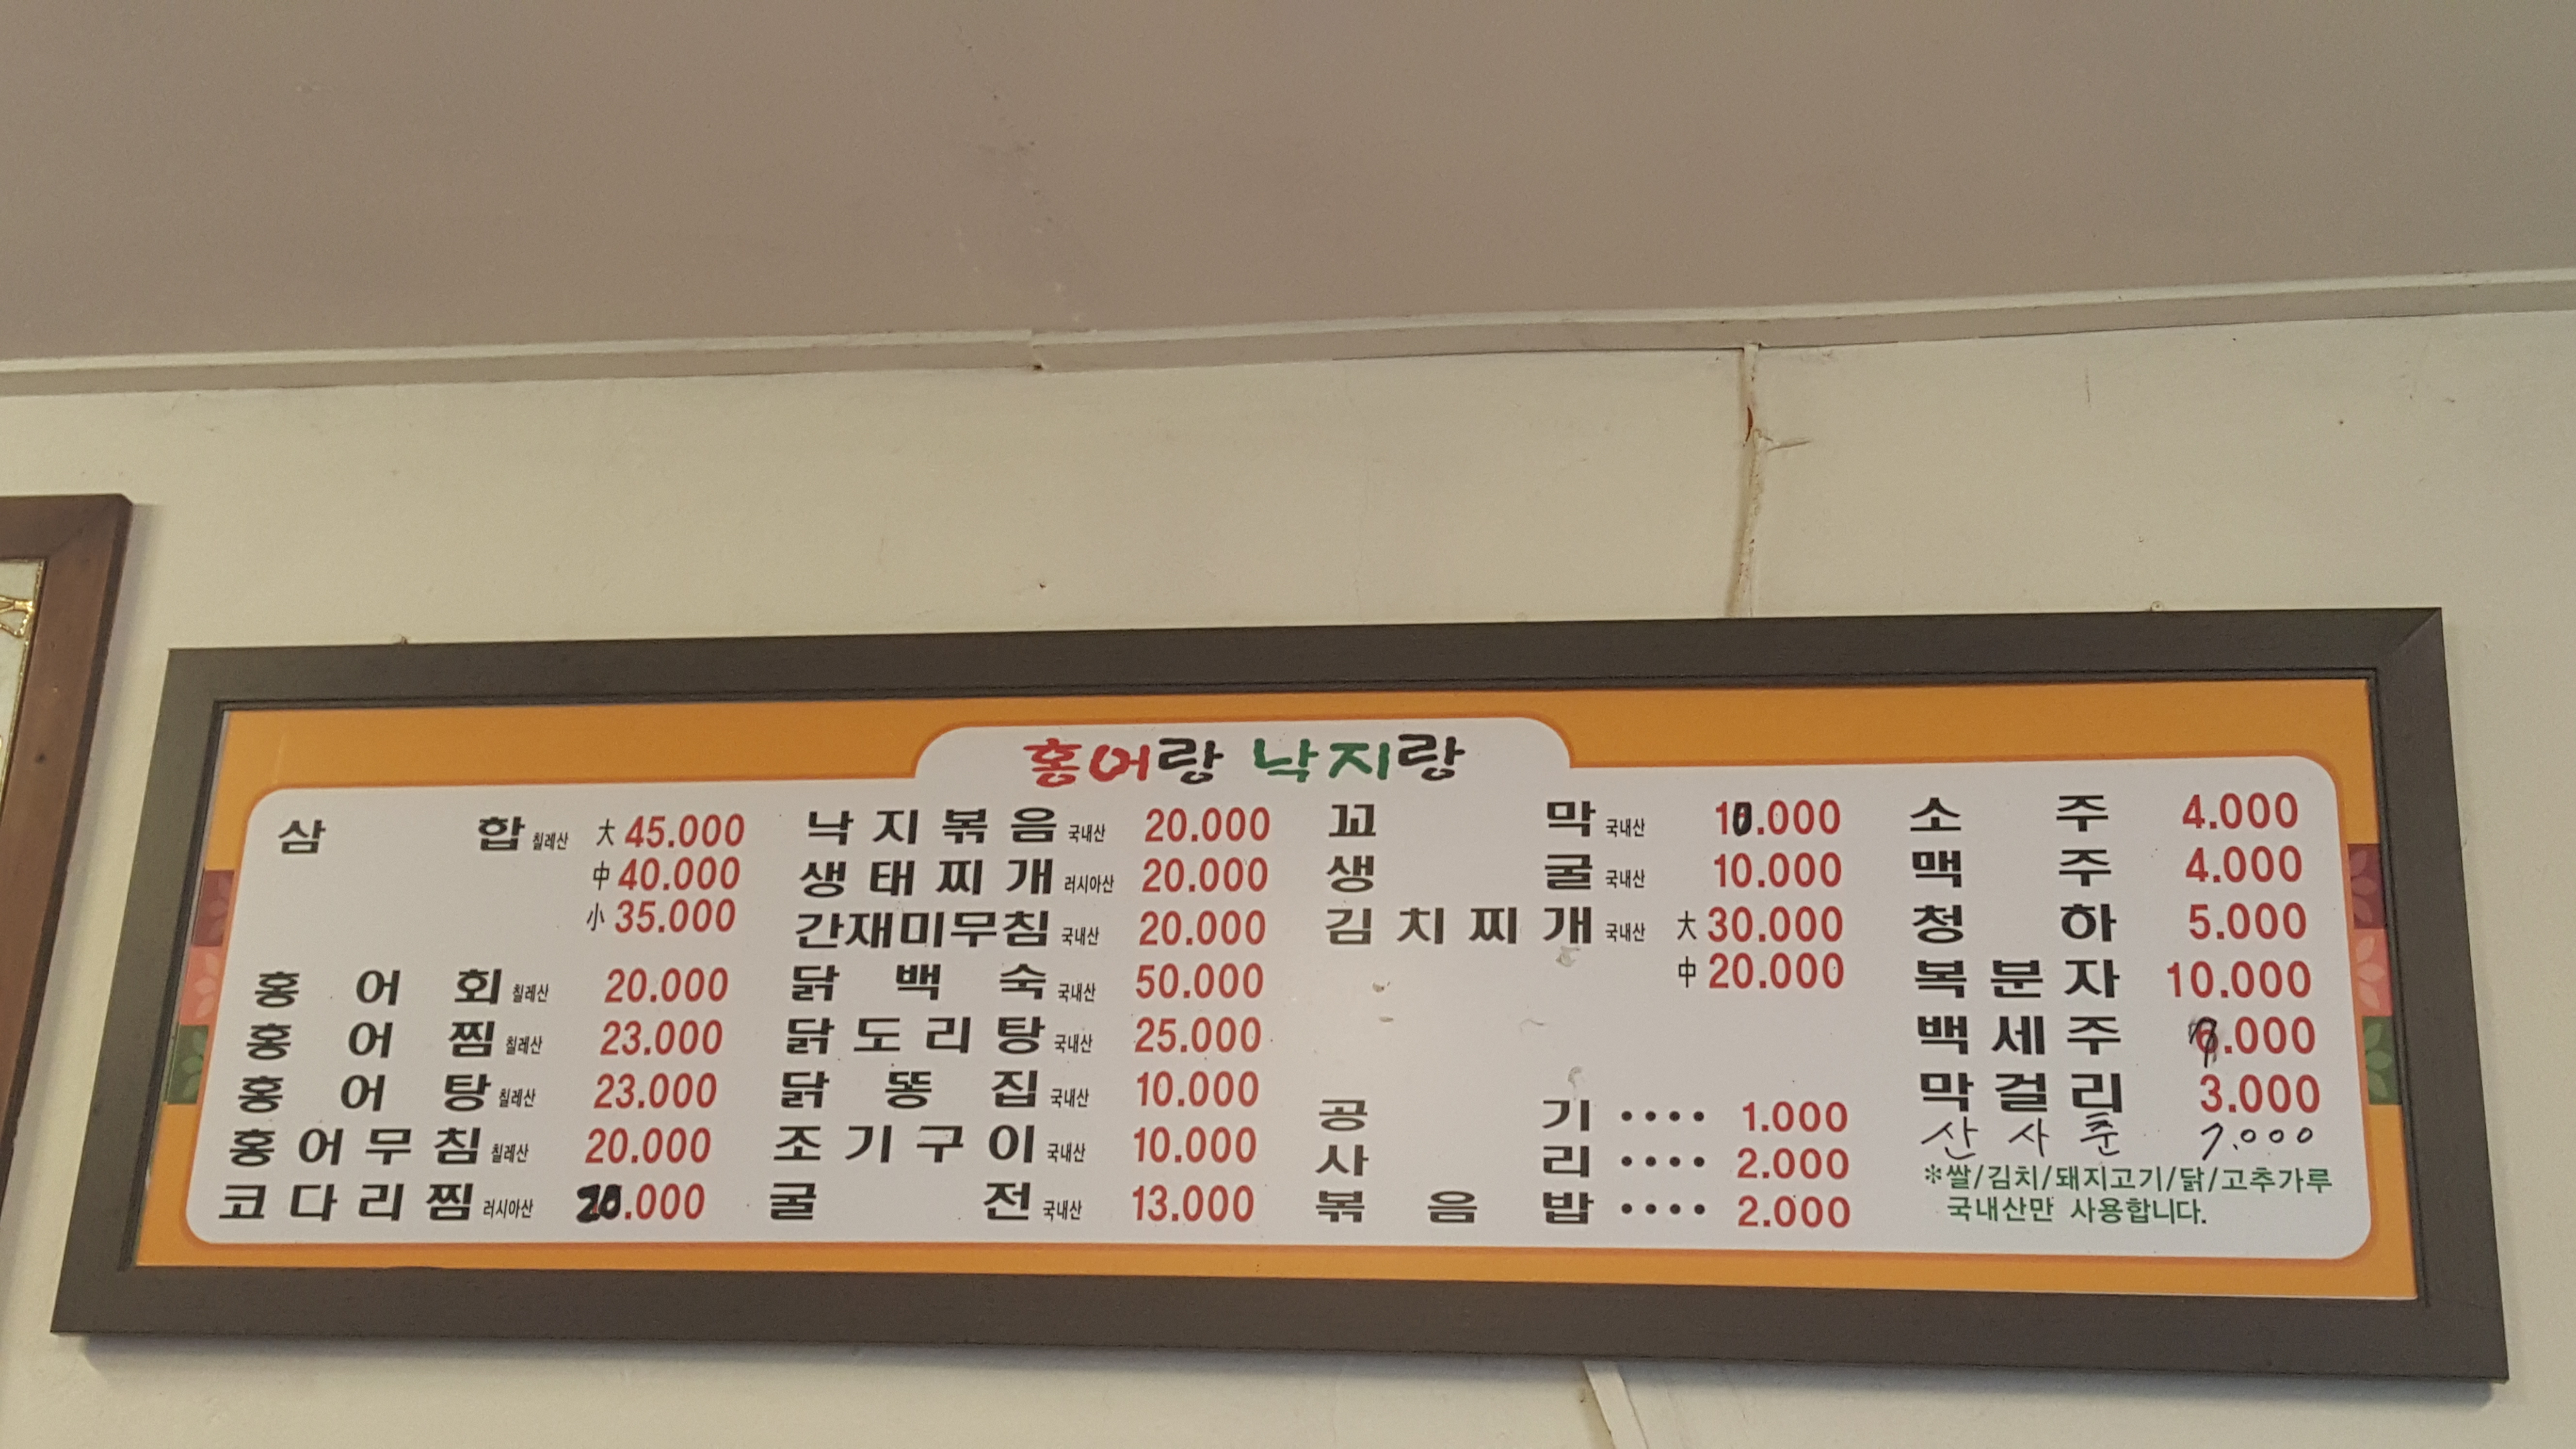 홍어랑 낙지랑
삼합 칠레산 大 45.000
中 40.000
小 35.000
홍어회 칠레산 20.000
홍어찜 칠레산 23.000
홍어탕 칠레산 23.000
홍어무침 칠레산 20.000
코다리찜 러시아산 20.000
낙지볶음 국내산 20.000
생태찌개 러시아산 20.000
간재미무침 국내산 20.000
닭백숙 국내산 50.000
닭도리탕 국내산 25.000
닭똥집 국내산 10.000
조기구이 국내산 10.000
굴전 국내산 13.000
꼬막 국내산 10.000
생굴 국내산 10.000
김치찌개 국내산 大 30.000
中 20.000
공기 •••• 1.000
사리 •••• 2.000
볶음밥 •••• 2.000
소주 4.000
맥주 4.000
청하 5.000
복분자 10.000
백세주 7.000
막걸리 3.000
산사춘 7.000
*쌀/김치/돼지고기/닭/고추가루
국내산만 사용합니다.